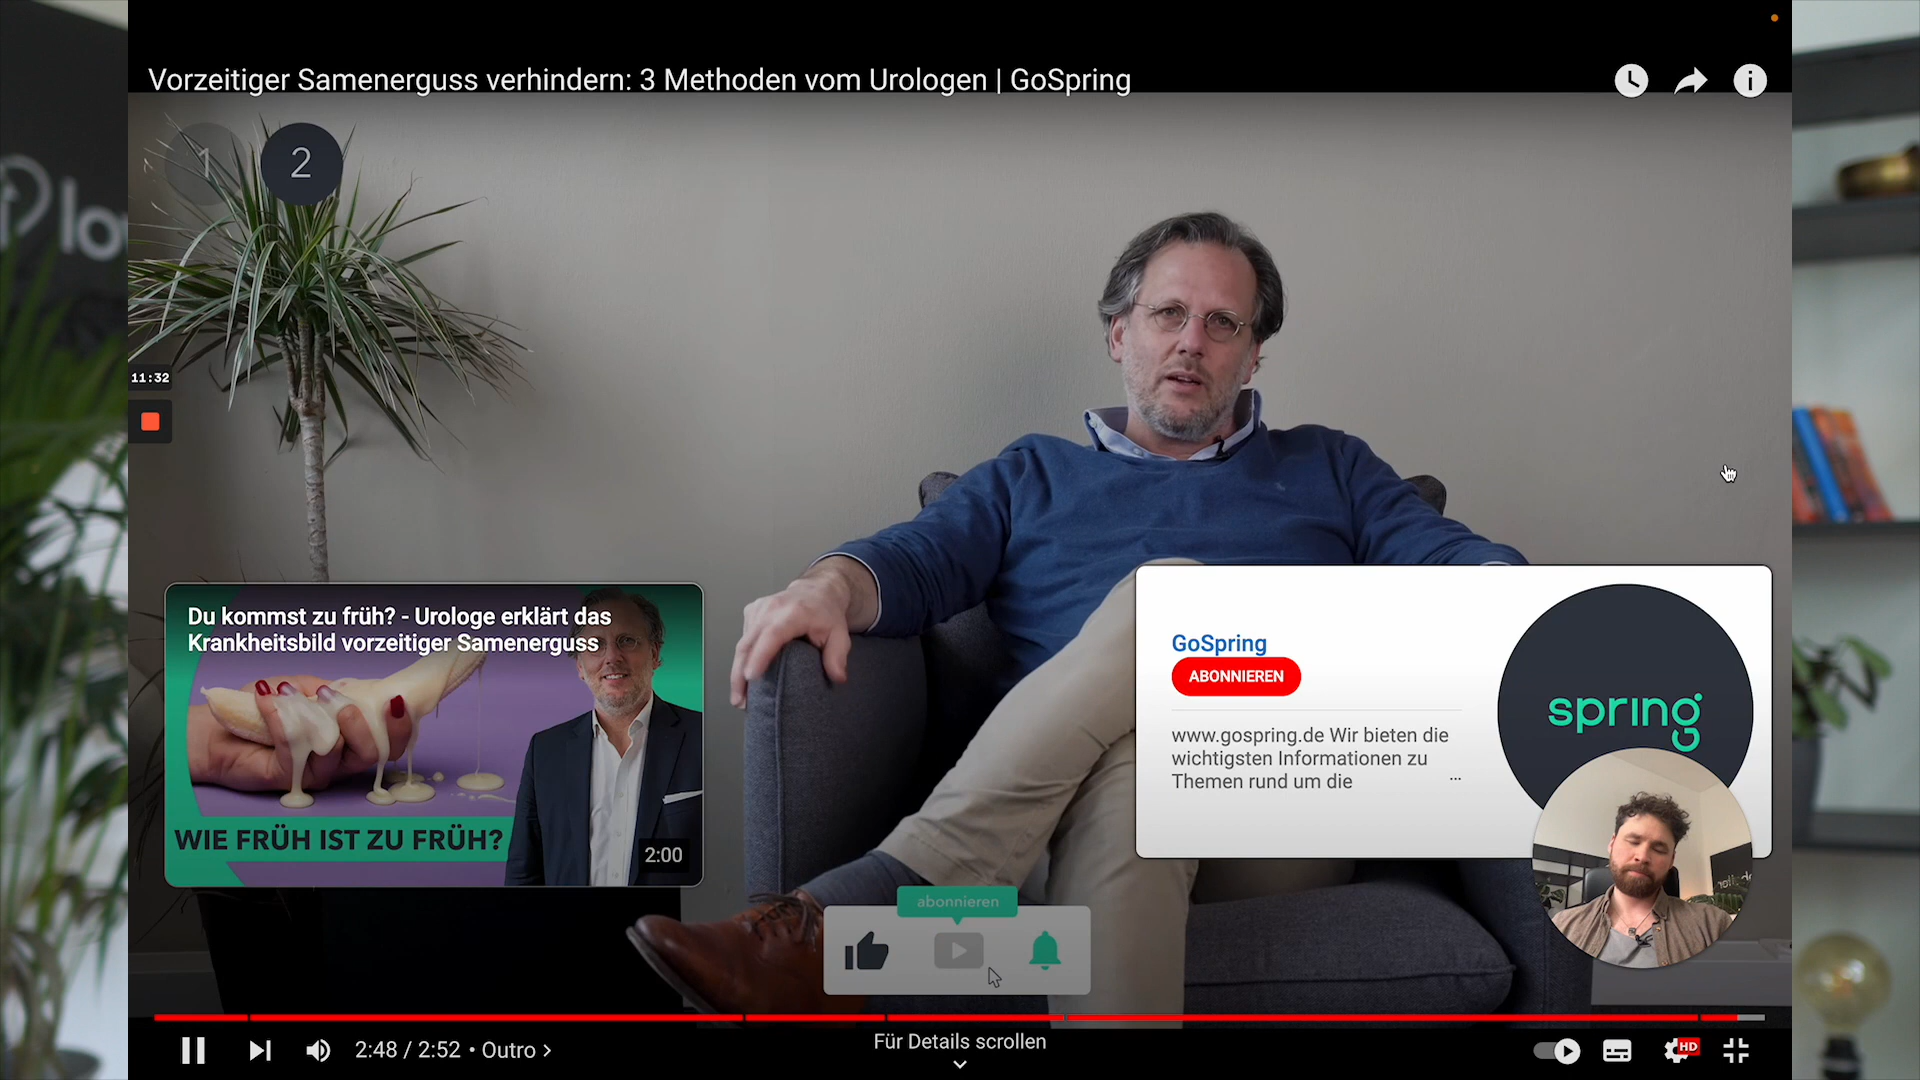 Vorzeitiger Samenerguss verhindern: 3 Methoden vom Urologen | GoSpring
1
2
lo
11:32
Du kommst zu früh? - Urologe erklärt das
Krankheitsbild vorzeitiger Samenerguss
WIE FRÜH IST ZU FRÜH?
2:00
GoSpring
ABONNIEREN
www.gospring.de Wir bieten die
wichtigsten Informationen zu
Themen rund um die ...
spring
abonnieren
Für Details scrollen
2:48 / 2:52 • Outro >
HD